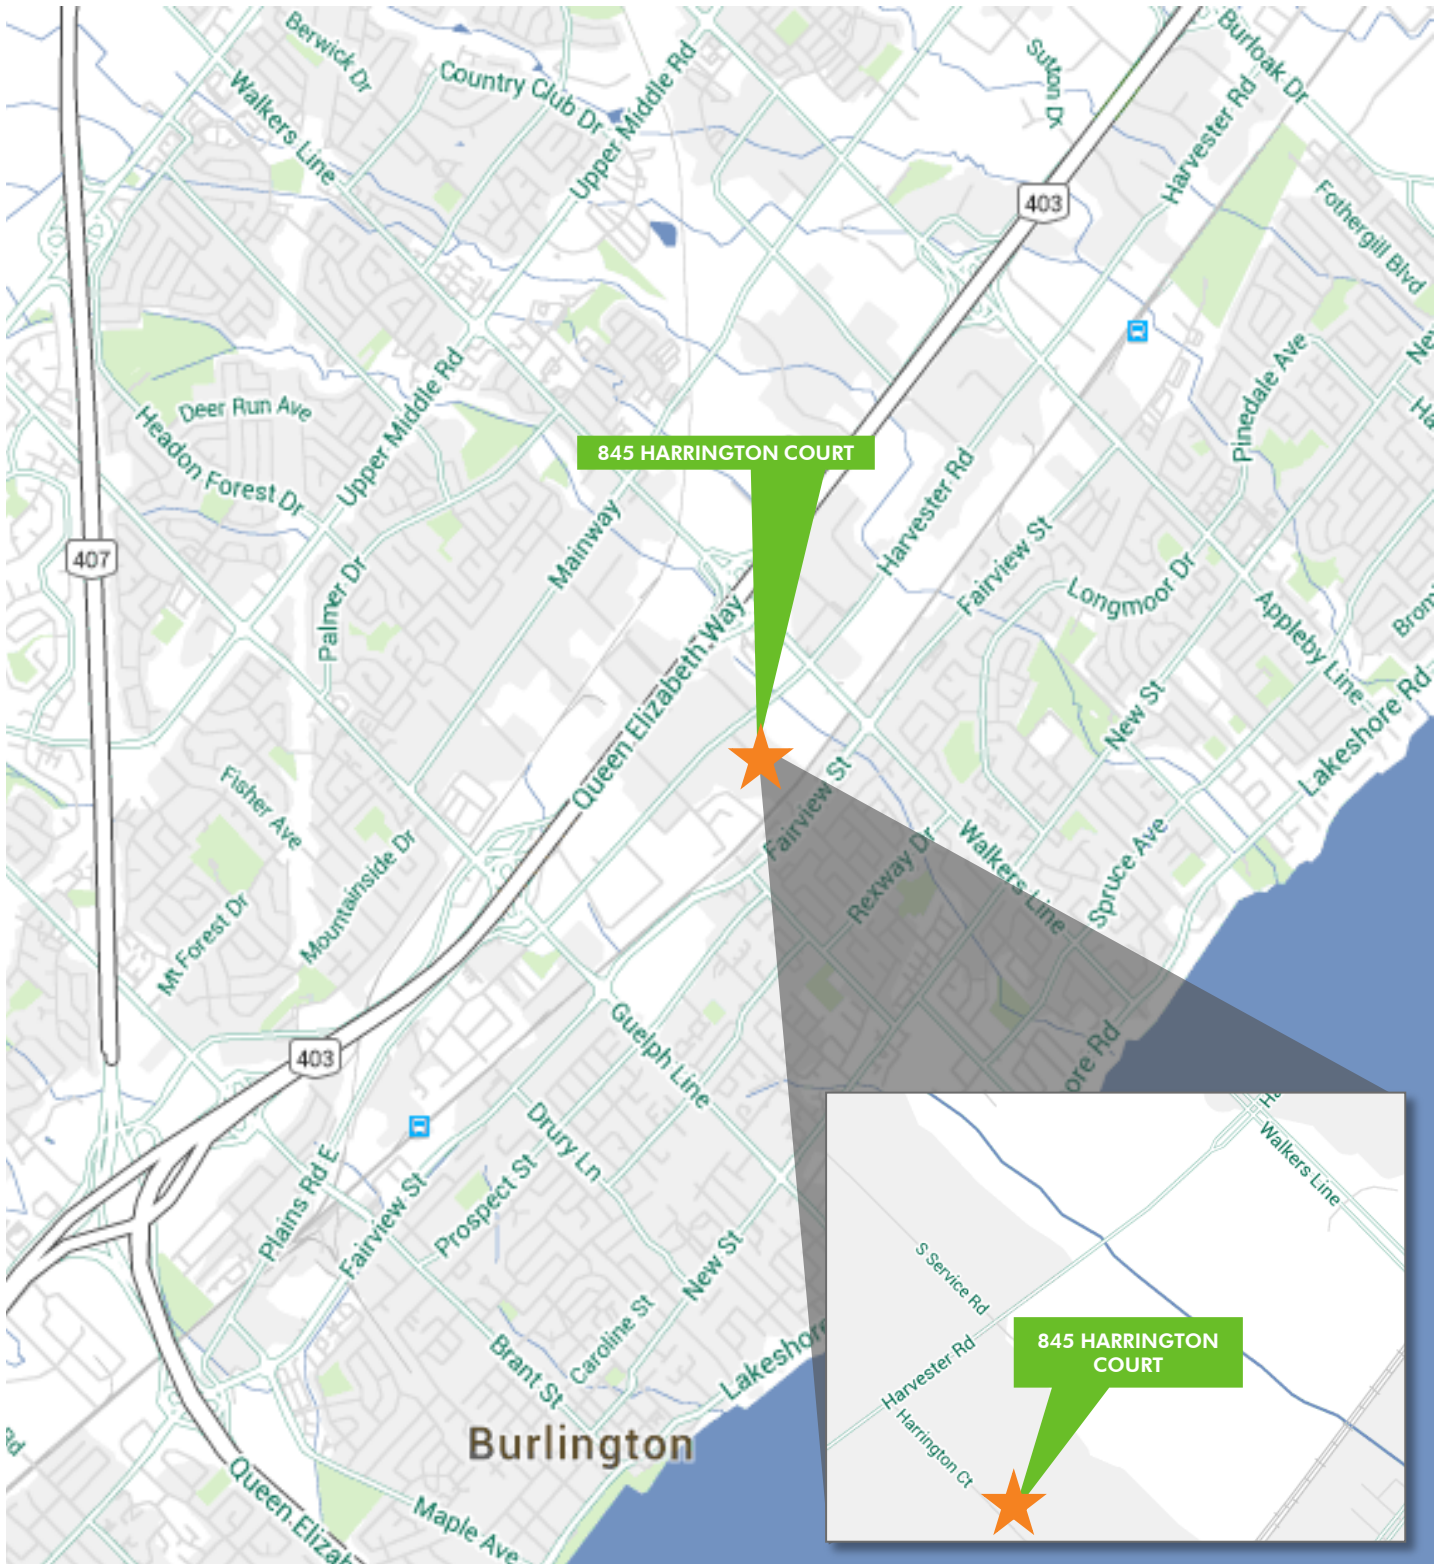 Berwick Dr
Country Club Dr
Walkers Line
Upper Middle Rd
Sutton Dr
Burloak Dr
Harvester Rd
403
Fothergill Blvd
Pinedale Ave
Deer Run Ave
Headon Forest Dr
Upper Middle Rd
845 HARRINGTON COURT
407
Palmer Dr
Mainway
Harvester Rd
Fairview St
Longmoor Dr
Appleby Line
Queen Elizabeth Way
New St
Lakeshore Rd
Fisher Ave
Mountainside Dr
Mt Forest Dr
Fairview St
Rexway Dr
Walkers Line
Spruce Ave
403
Guelph Line
ore Rd
Drury Ln
Prospect St
Plains Rd E
Fairview St
New St
Caroline St
Brant St
Lakeshore
Burlington
Queen Elizab
Maple Ave
Walkers Line
S Service Rd
Harvester Rd
845 HARRINGTON
COURT
Harrington Ct